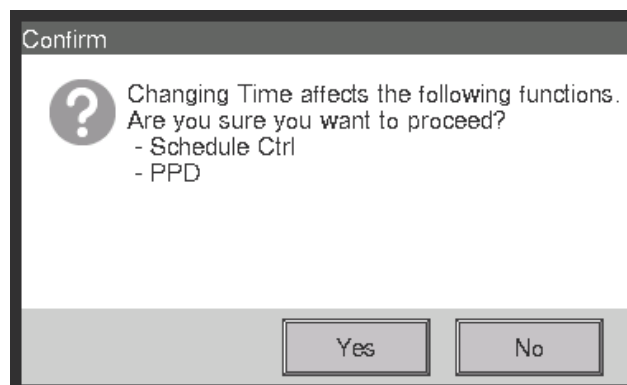 Confirm
Changing Time affects the following functions.
Are you sure you want to proceed?
- Schedule Ctrl
- PPD
Yes
No